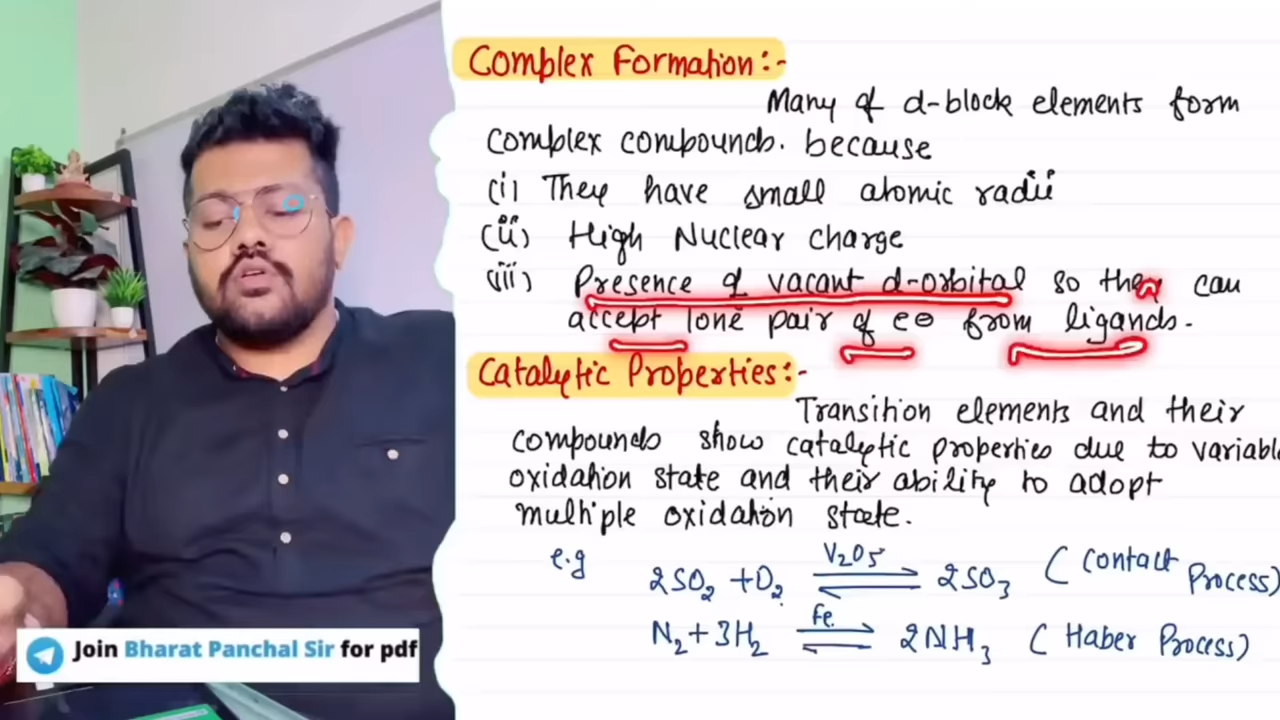 Complex Formation :-
Many of d-block elements form
complex compounds. because
(i) They have small atomic radii
(ii) High Nuclear charge
(iii) Presence of vacant d-orbital so they can
accept lone pair of e⊖ from ligands.
Catalytic Properties:-
Transition elements and their
compounds show catalytic properties due to variable
oxidation state and their ability to adopt
multiple oxidation state.
e.g
2SO₂ + O₂ V₂O₅ ⇌ 2SO₃ (Contact Process)
N₂ + 3H₂ Fe. ⇌ 2NH₃ (Haber Process)
Join Bharat Panchal Sir for pdf